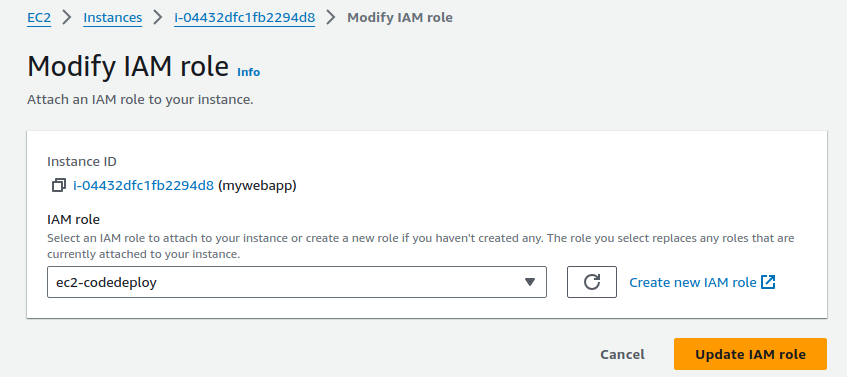 EC2 > Instances > i-04432dfc1fb2294d8 > Modify IAM role
Modify IAM role Info
Attach an IAM role to your instance.
Instance ID
i-04432dfc1fb2294d8 (mywebapp)
IAM role
Select an IAM role to attach to your instance or create a new role if you haven't created any. The role you select replaces any roles that are
currently attached to your instance.
ec2-codedeploy
Create new IAM role
Cancel
Update IAM role